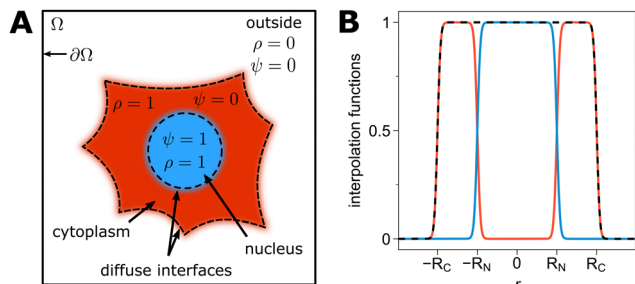 A
Ω
∂Ω
outside
ρ = 0
ψ = 0
ρ = 1
ψ = 0
ψ = 1
ρ = 1
cytoplasm
nucleus
diffuse interfaces
B
interpolation functions
1
0.5
0
−R_C
−R_N
0
R_N
R_C